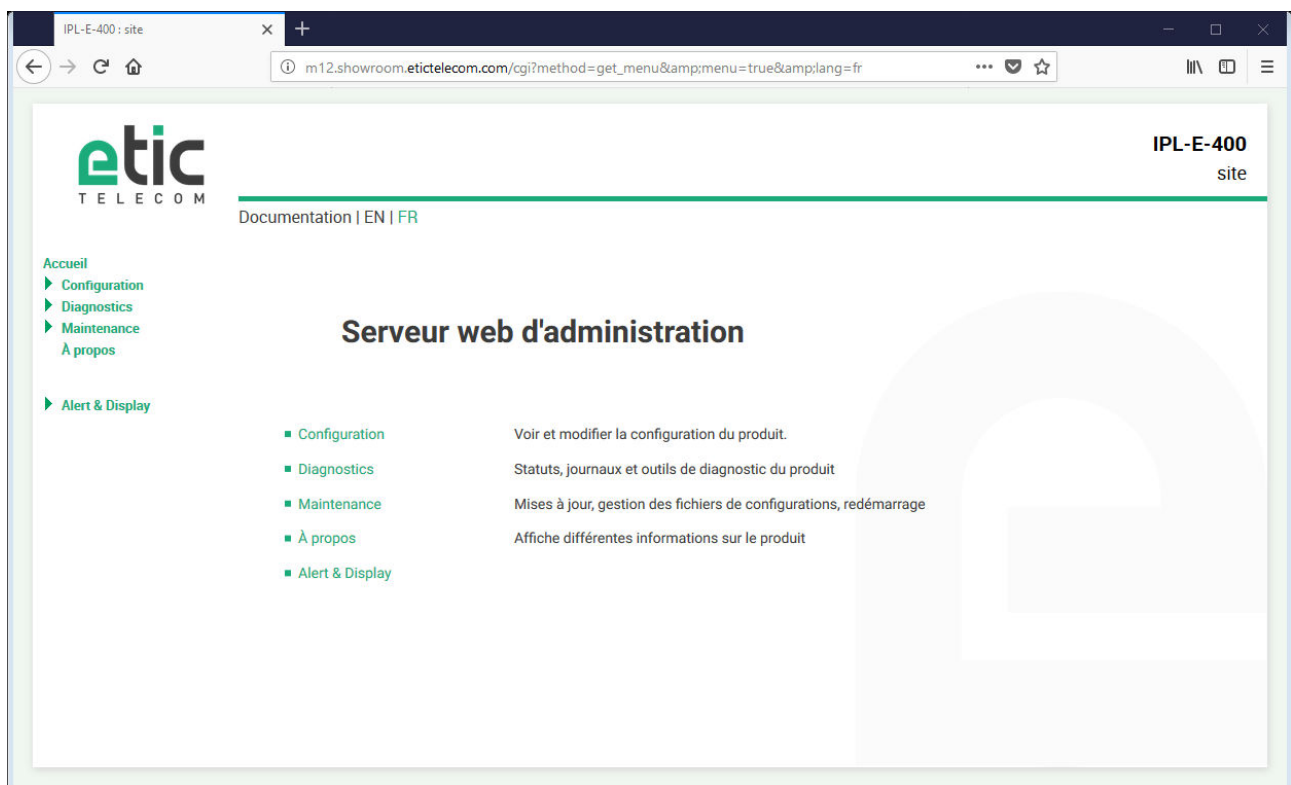 IPL-E-400 : site
m12.showroom.etictelecom.com/cgi?method=get_menu&amp;menu=true&amp;lang=fr
etic
TELECOM
IPL-E-400
site
Documentation | EN | FR
Accueil
Configuration
Diagnostics
Maintenance
À propos
Alert & Display
Serveur web d'administration
Configuration Voir et modifier la configuration du produit.
Diagnostics Statuts, journaux et outils de diagnostic du produit
Maintenance Mises à jour, gestion des fichiers de configurations, redémarrage
À propos Affiche différentes informations sur le produit
Alert & Display